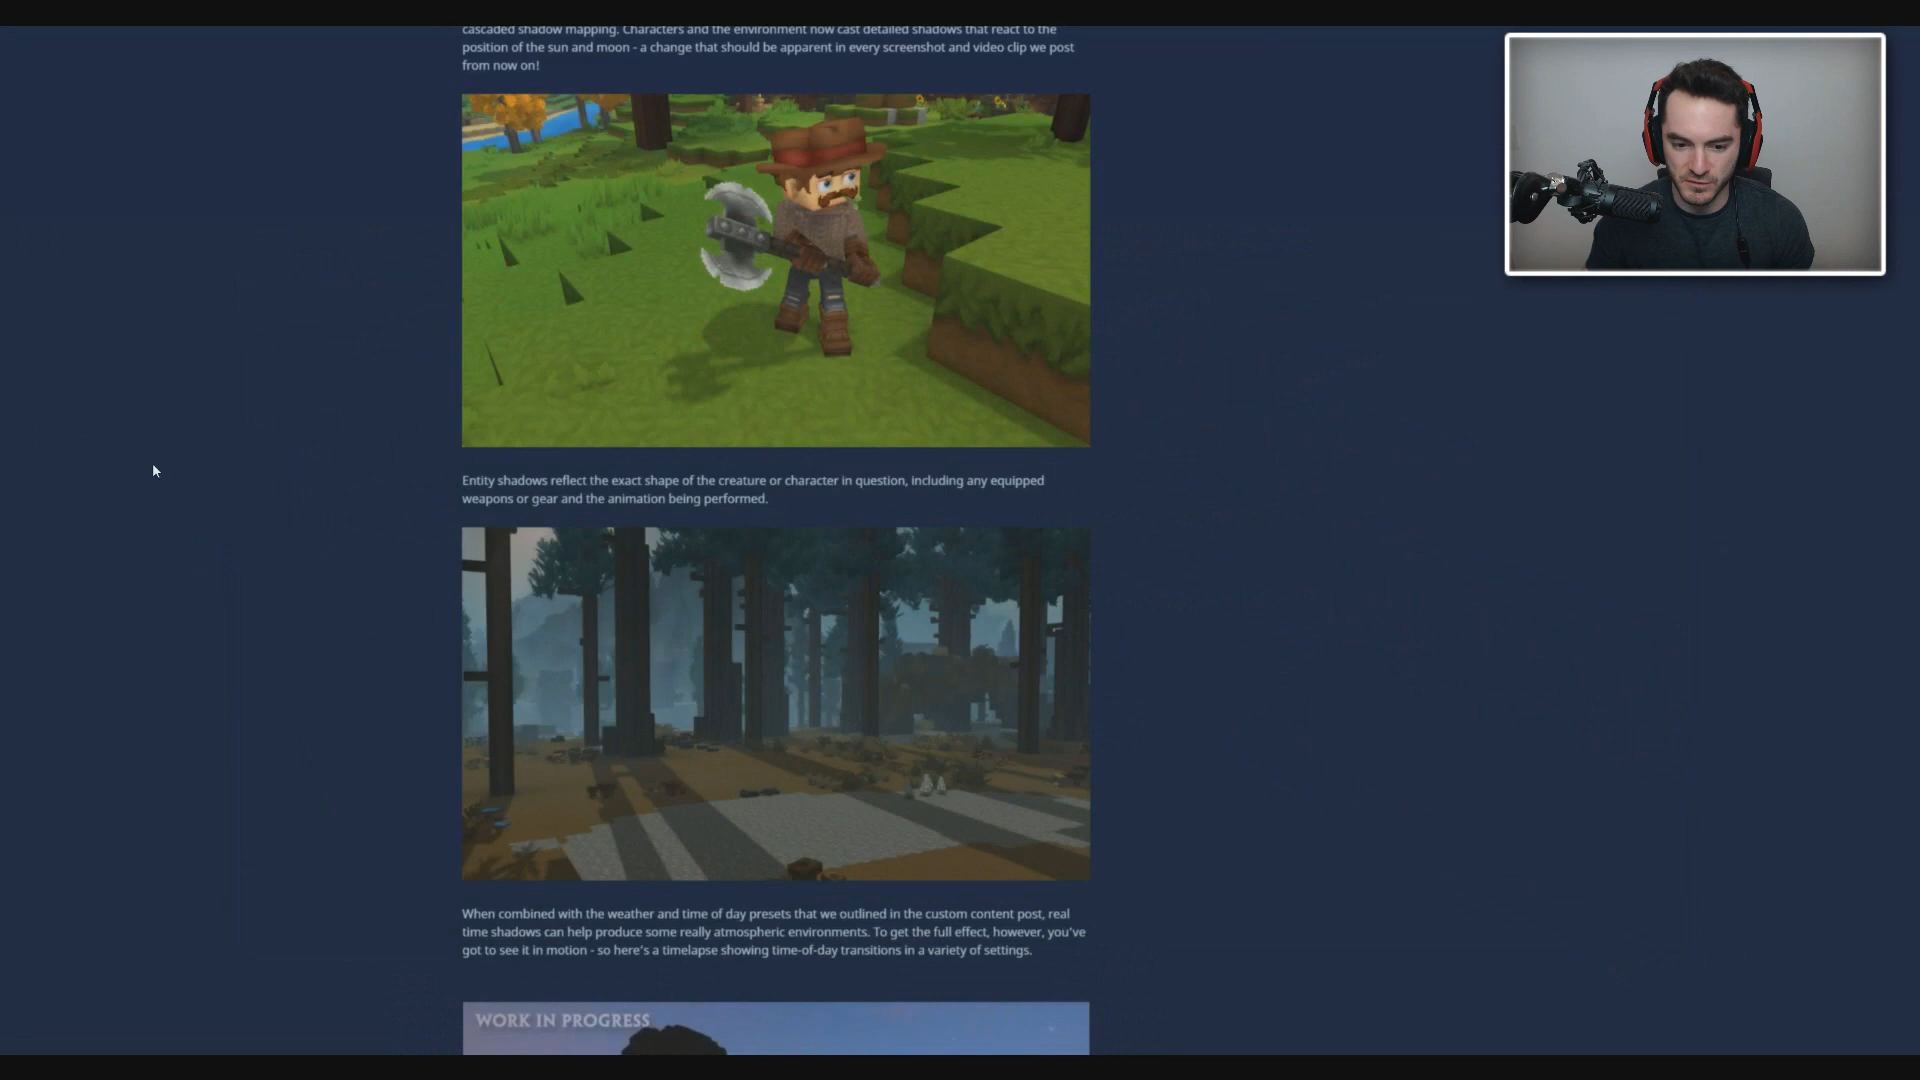 cascaded shadow mapping. Characters and the environment now cast detailed shadows that react to the
position of the sun and moon - a change that should be apparent in every screenshot and video clip we post
from now on!
Entity shadows reflect the exact shape of the creature or character in question, including any equipped
weapons or gear and the animation being performed.
When combined with the weather and time of day presets that we outlined in the custom content post, real
time shadows can help produce some really atmospheric environments. To get the full effect, however, you've
got to see it in motion - so here's a timelapse showing time-of-day transitions in a variety of settings.
WORK IN PROGRESS